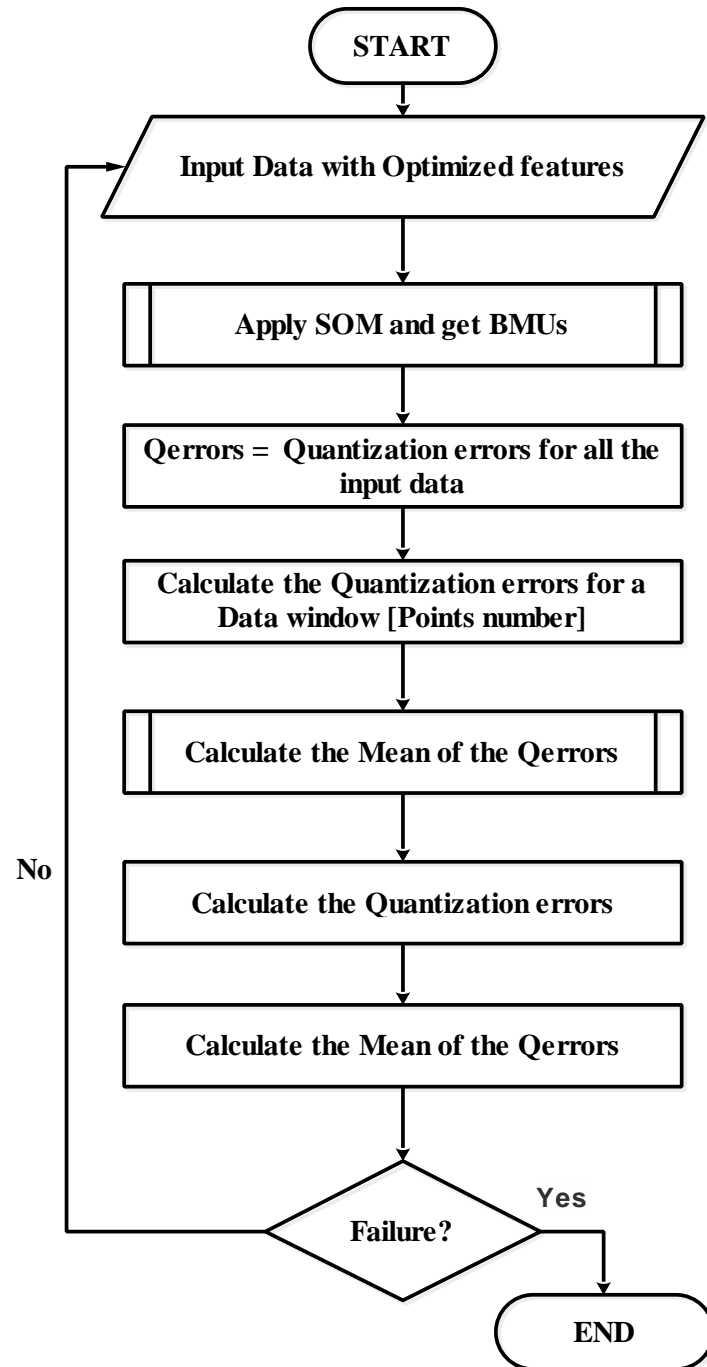 START
Input Data with Optimized features
Apply SOM and get BMUs
Qerrors = Quantization errors for all the
input data
Calculate the Quantization errors for a
Data window [Points number]
Calculate the Mean of the Qerrors
No
Calculate the Quantization errors
Calculate the Mean of the Qerrors
Failure?
Yes
END